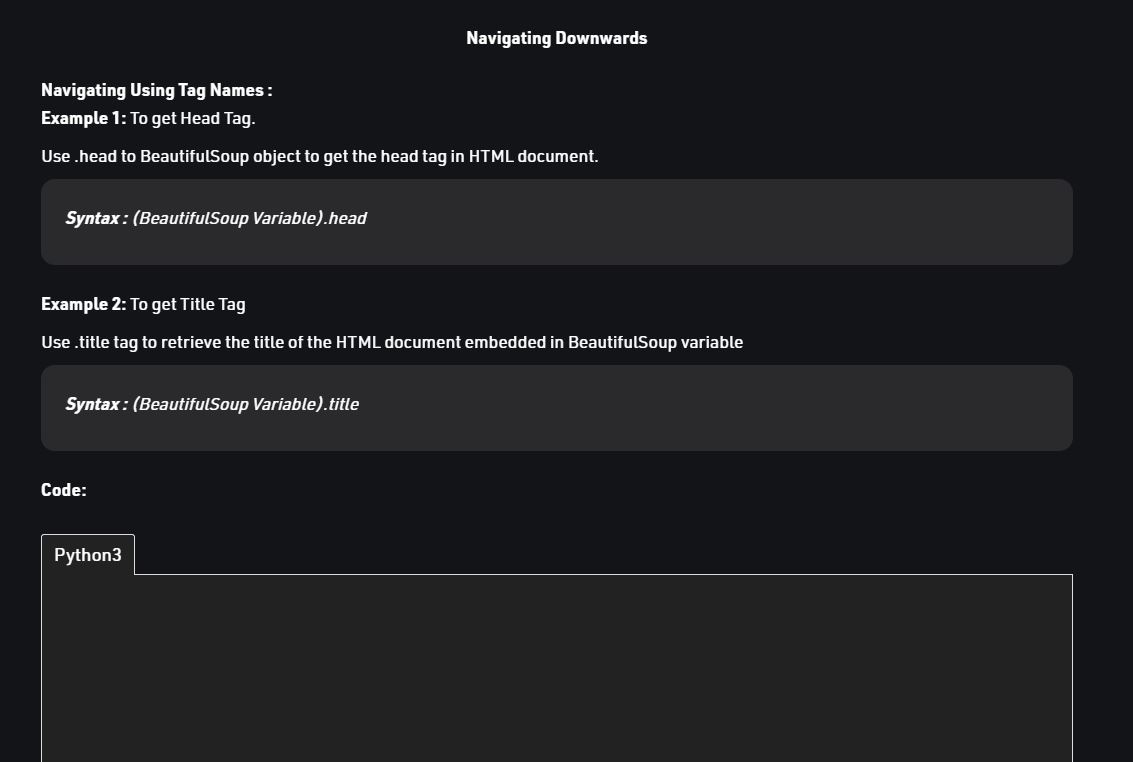 Navigating Downwards
Navigating Using Tag Names :
Example 1: To get Head Tag.
Use .head to BeautifulSoup object to get the head tag in HTML document.
Syntax : (BeautifulSoup Variable).head
Example 2: To get Title Tag
Use .title tag to retrieve the title of the HTML document embedded in BeautifulSoup variable
Syntax : (BeautifulSoup Variable).title
Code:
Python3